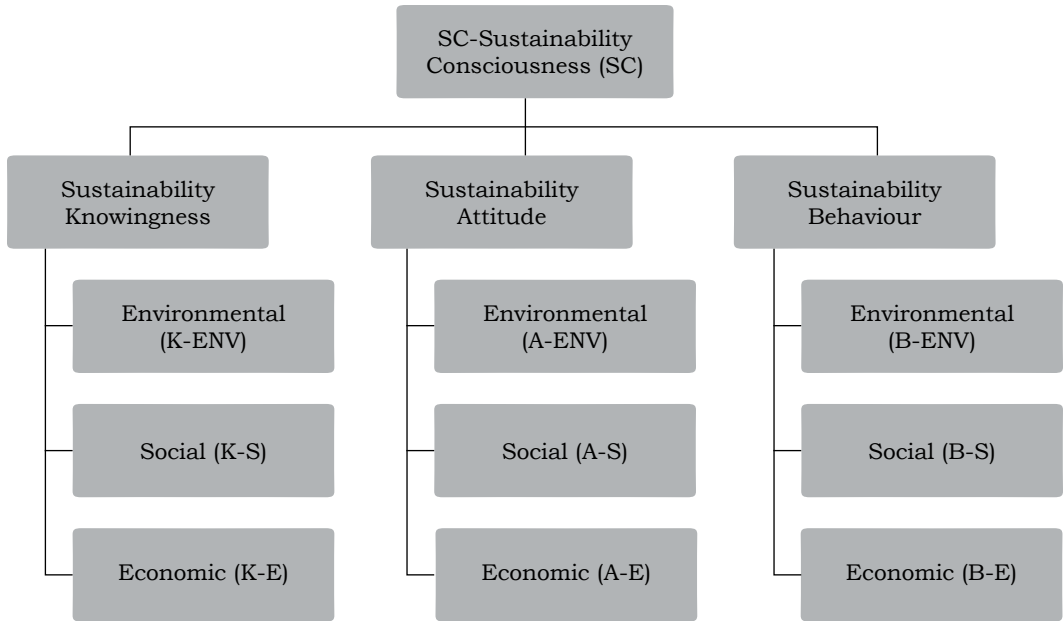 SC-Sustainability
Consciousness (SC)
Sustainability
Knowingness
Sustainability
Attitude
Sustainability
Behaviour
Environmental
(K-ENV)
Environmental
(A-ENV)
Environmental
(B-ENV)
Social (K-S)
Social (A-S)
Social (B-S)
Economic (K-E)
Economic (A-E)
Economic (B-E)